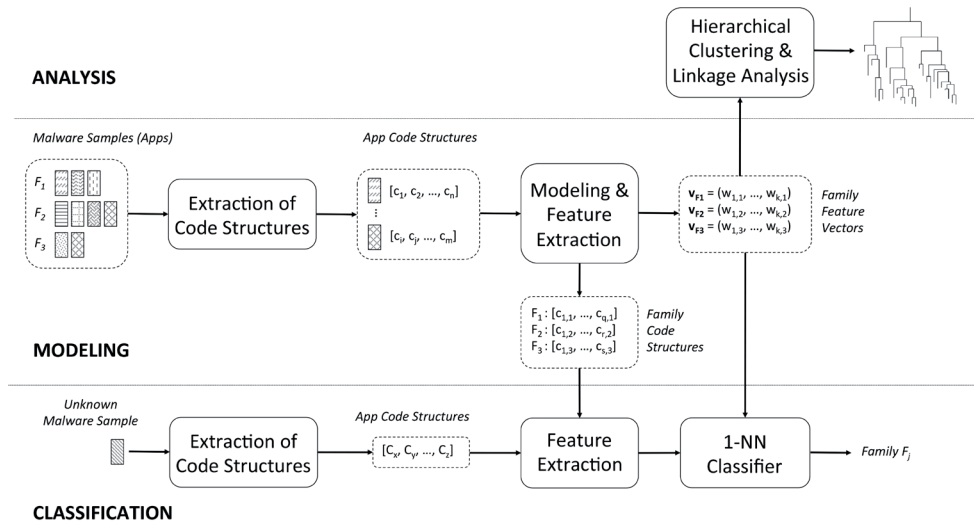 Hierarchical
Clustering &
Linkage Analysis
ANALYSIS
Malware Samples (Apps)
F1
F2
F3
Extraction of
Code Structures
App Code Structures
[c1, c2, ..., cn]
⋮
[ci, cj, ..., cm]
Modeling &
Feature
Extraction
vF1 = (w1,1, ..., wk,1)
vF2 = (w1,2, ..., wk,2)
vF3 = (w1,3, ..., wk,3)
Family
Feature
Vectors
F1 : [c1,1, ..., cq,1]
F2 : [c1,2, ..., cr,2]
F3 : [c1,3, ..., cs,3]
Family
Code
Structures
MODELING
Unknown
Malware Sample
Extraction of
Code Structures
App Code Structures
[Cx, Cy, ..., Cz]
Feature
Extraction
1-NN
Classifier
Family Fj
CLASSIFICATION